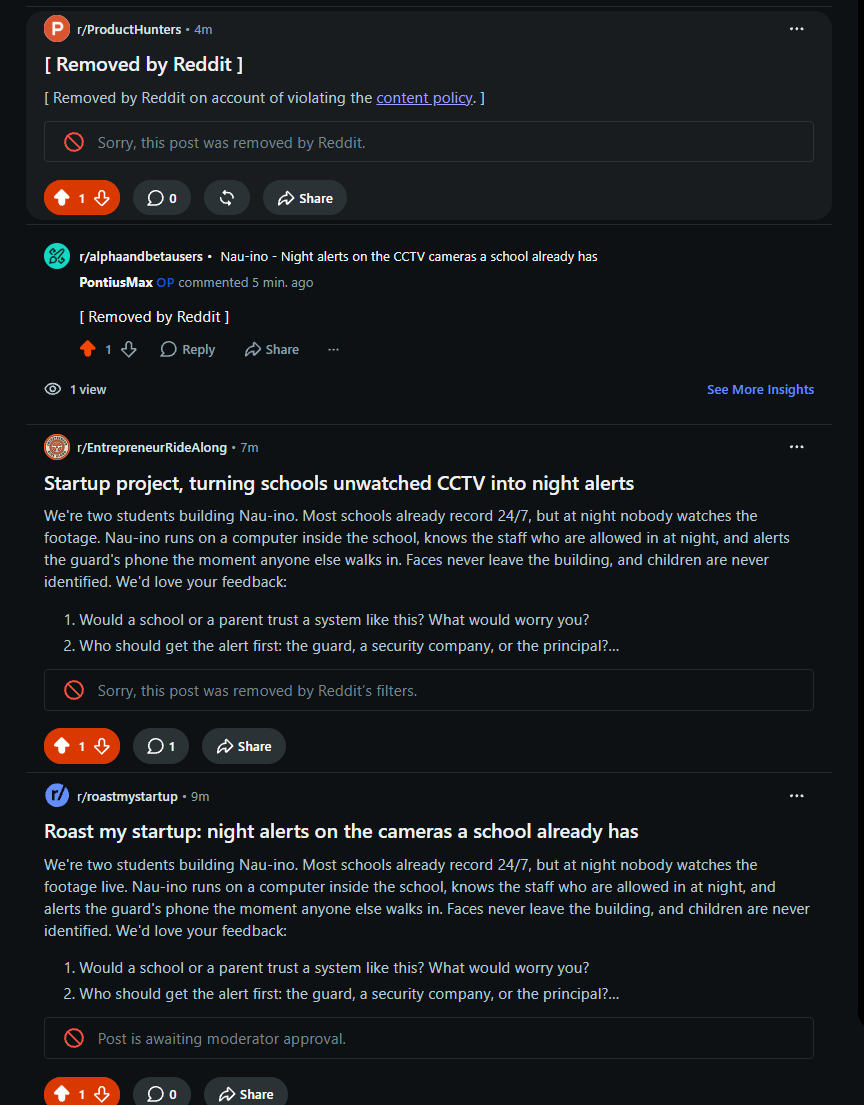 r/ProductHunters • 4m
[ Removed by Reddit ]
[ Removed by Reddit on account of violating the content policy. ]
Sorry, this post was removed by Reddit.
1
0
Share
r/alphaandbetausers • Nau-ino - Night alerts on the CCTV cameras a school already has
PontiusMax OP commented 5 min. ago
[ Removed by Reddit ]
1
Reply
Share
1 view
See More Insights
r/EntrepreneurRideAlong • 7m
Startup project, turning schools unwatched CCTV into night alerts
We're two students building Nau-ino. Most schools already record 24/7, but at night nobody watches the
footage. Nau-ino runs on a computer inside the school, knows the staff who are allowed in at night, and alerts
the guard's phone the moment anyone else walks in. Faces never leave the building, and children are never
identified. We'd love your feedback:
1. Would a school or a parent trust a system like this? What would worry you?
2. Who should get the alert first: the guard, a security company, or the principal?...
Sorry, this post was removed by Reddit's filters.
1
1
Share
r/roastmystartup • 9m
Roast my startup: night alerts on the cameras a school already has
We're two students building Nau-ino. Most schools already record 24/7, but at night nobody watches the
footage live. Nau-ino runs on a computer inside the school, knows the staff who are allowed in at night, and
alerts the guard's phone the moment anyone else walks in. Faces never leave the building, and children are never
identified. We'd love your feedback:
1. Would a school or a parent trust a system like this? What would worry you?
2. Who should get the alert first: the guard, a security company, or the principal?...
Post is awaiting moderator approval.
1
0
Share